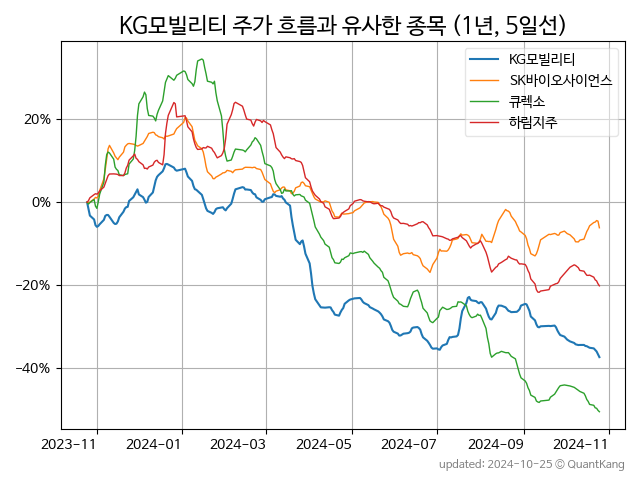 KG모빌리티 주가 흐름과 유사한 종목 (1년, 5일선)
KG모빌리티
SK바이오사이언스
큐렉소
하림지주
20%
0%
−20%
−40%
2023-11 2024-01 2024-03 2024-05 2024-07 2024-09 2024-11
updated: 2024-10-25 © QuantKang